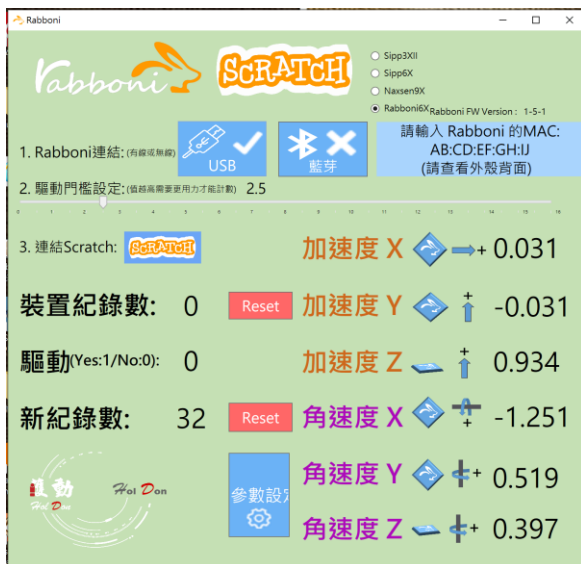 Rabboni
rabboni
SCRATCH
Sipp3XII
Sipp6X
Naxsen9X
Rabboni6X
Rabboni FW Version : 1-5-1
1. Rabboni連結: (有線或無線)
USB
藍芽
請輸入 Rabboni 的MAC:
AB:CD:EF:GH:IJ
(請查看外殼背面)
2. 驅動門檻設定: (值越高需要更用力才能計數) 2.5
0 1 2 3 4 5 6 7 8 9 10 11 12 13 14 15 16
3. 連結Scratch: SCRATCH
加速度 X + 0.031
裝置紀錄數: 0 Reset
加速度 Y + -0.031
驅動(Yes:1/No:0): 0
加速度 Z + 0.934
新紀錄數: 32 Reset
角速度 X + -1.251
動 Hol Don
Hol Don
參數設
角速度 Y + 0.519
角速度 Z + 0.397